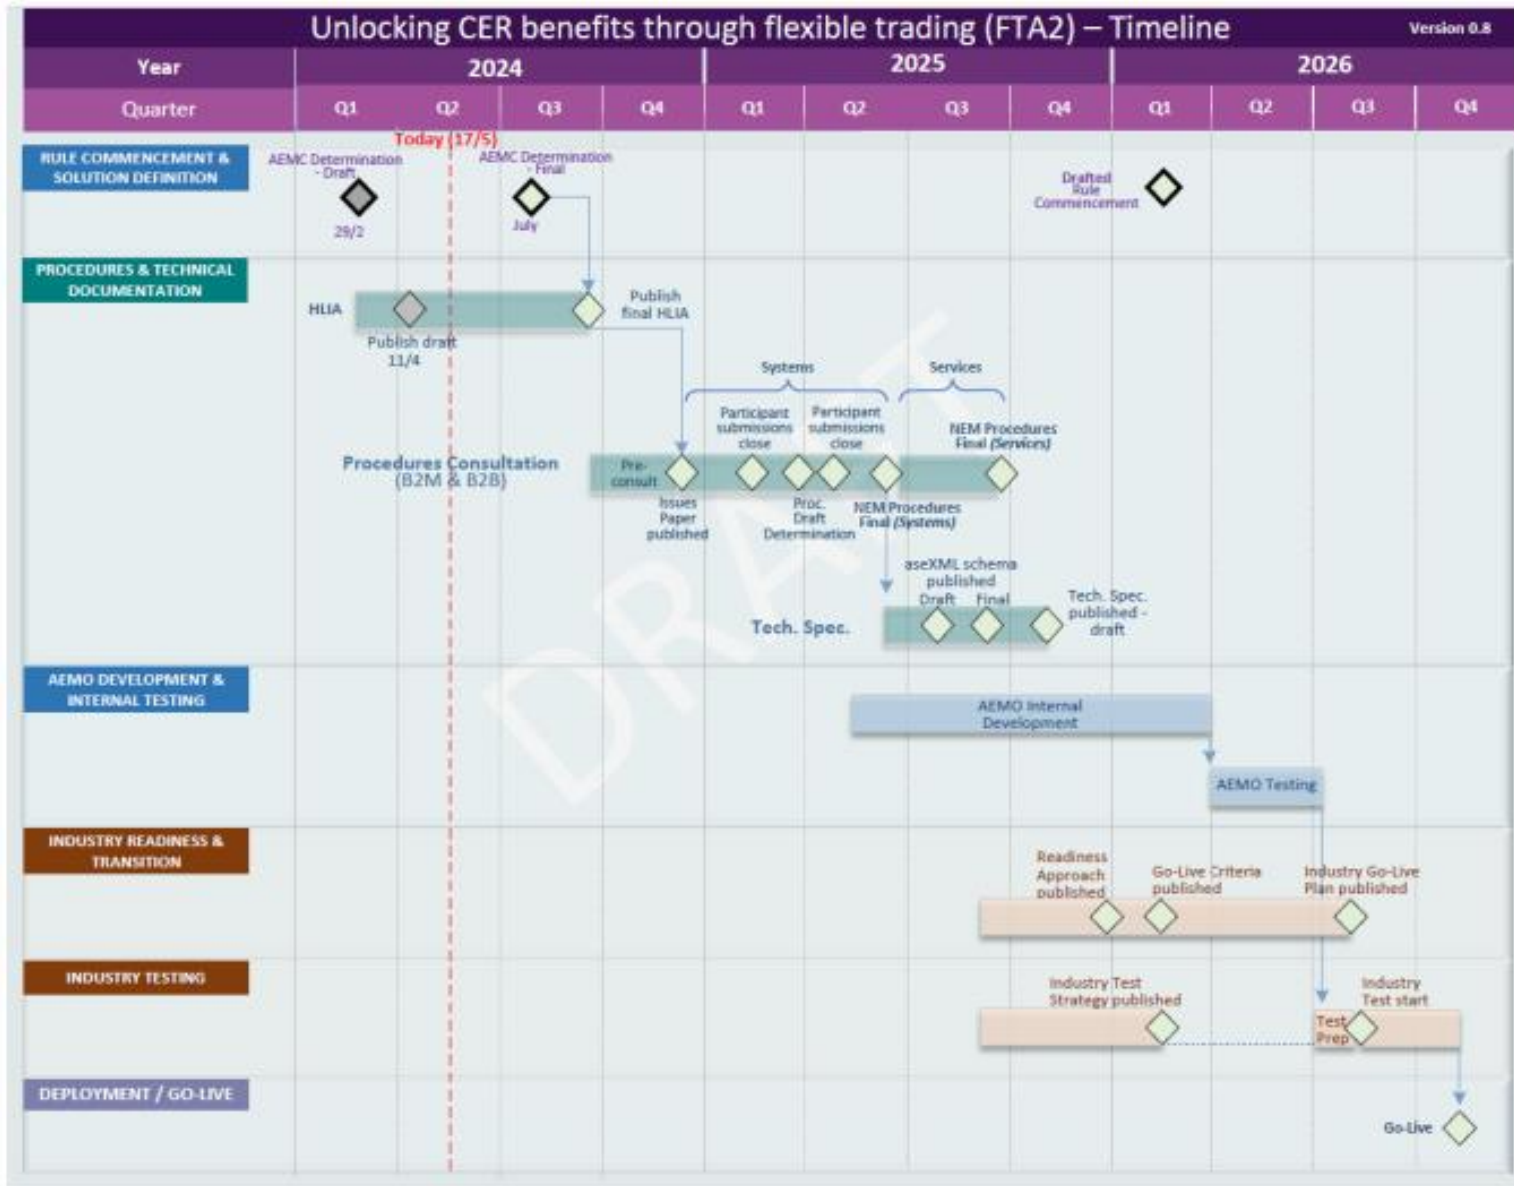 Unlocking CER benefits through flexible trading (FTA2) – Timeline
Version 0.8
Year
2024
2025
2026
Quarter
Q1
Q2
Q3
Q4
Q1
Q2
Q3
Q4
Q1
Q2
Q3
Q4
Today (17/5)
RULE COMMENCEMENT &
SOLUTION DEFINITION
AEMC Determination
- Draft
29/2
AEMC Determination
- Final
July
Drafted
Rule
Commencement
PROCEDURES & TECHNICAL
DOCUMENTATION
HLIA
Publish draft
11/4
Publish
final HLIA
Systems
Services
Participant
submissions
close
Participant
submissions
close
NEM Procedures
Final (Services)
Procedures Consultation
(B2M & B2B)
Pre-
consult
Issues
Paper
published
Proc.
Draft
Determination
NEM Procedures
Final (Systems)
aseXML schema
published
Draft
Final
Tech. Spec.
Tech. Spec.
published -
draft
DRAFT
AEMO DEVELOPMENT &
INTERNAL TESTING
AEMO Internal
Development
AEMO Testing
INDUSTRY READINESS &
TRANSITION
Readiness
Approach
published
Go-Live Criteria
published
Industry Go-Live
Plan published
INDUSTRY TESTING
Industry Test
Strategy published
Industry
Test start
Test
Prep
DEPLOYMENT / GO-LIVE
Go-Live